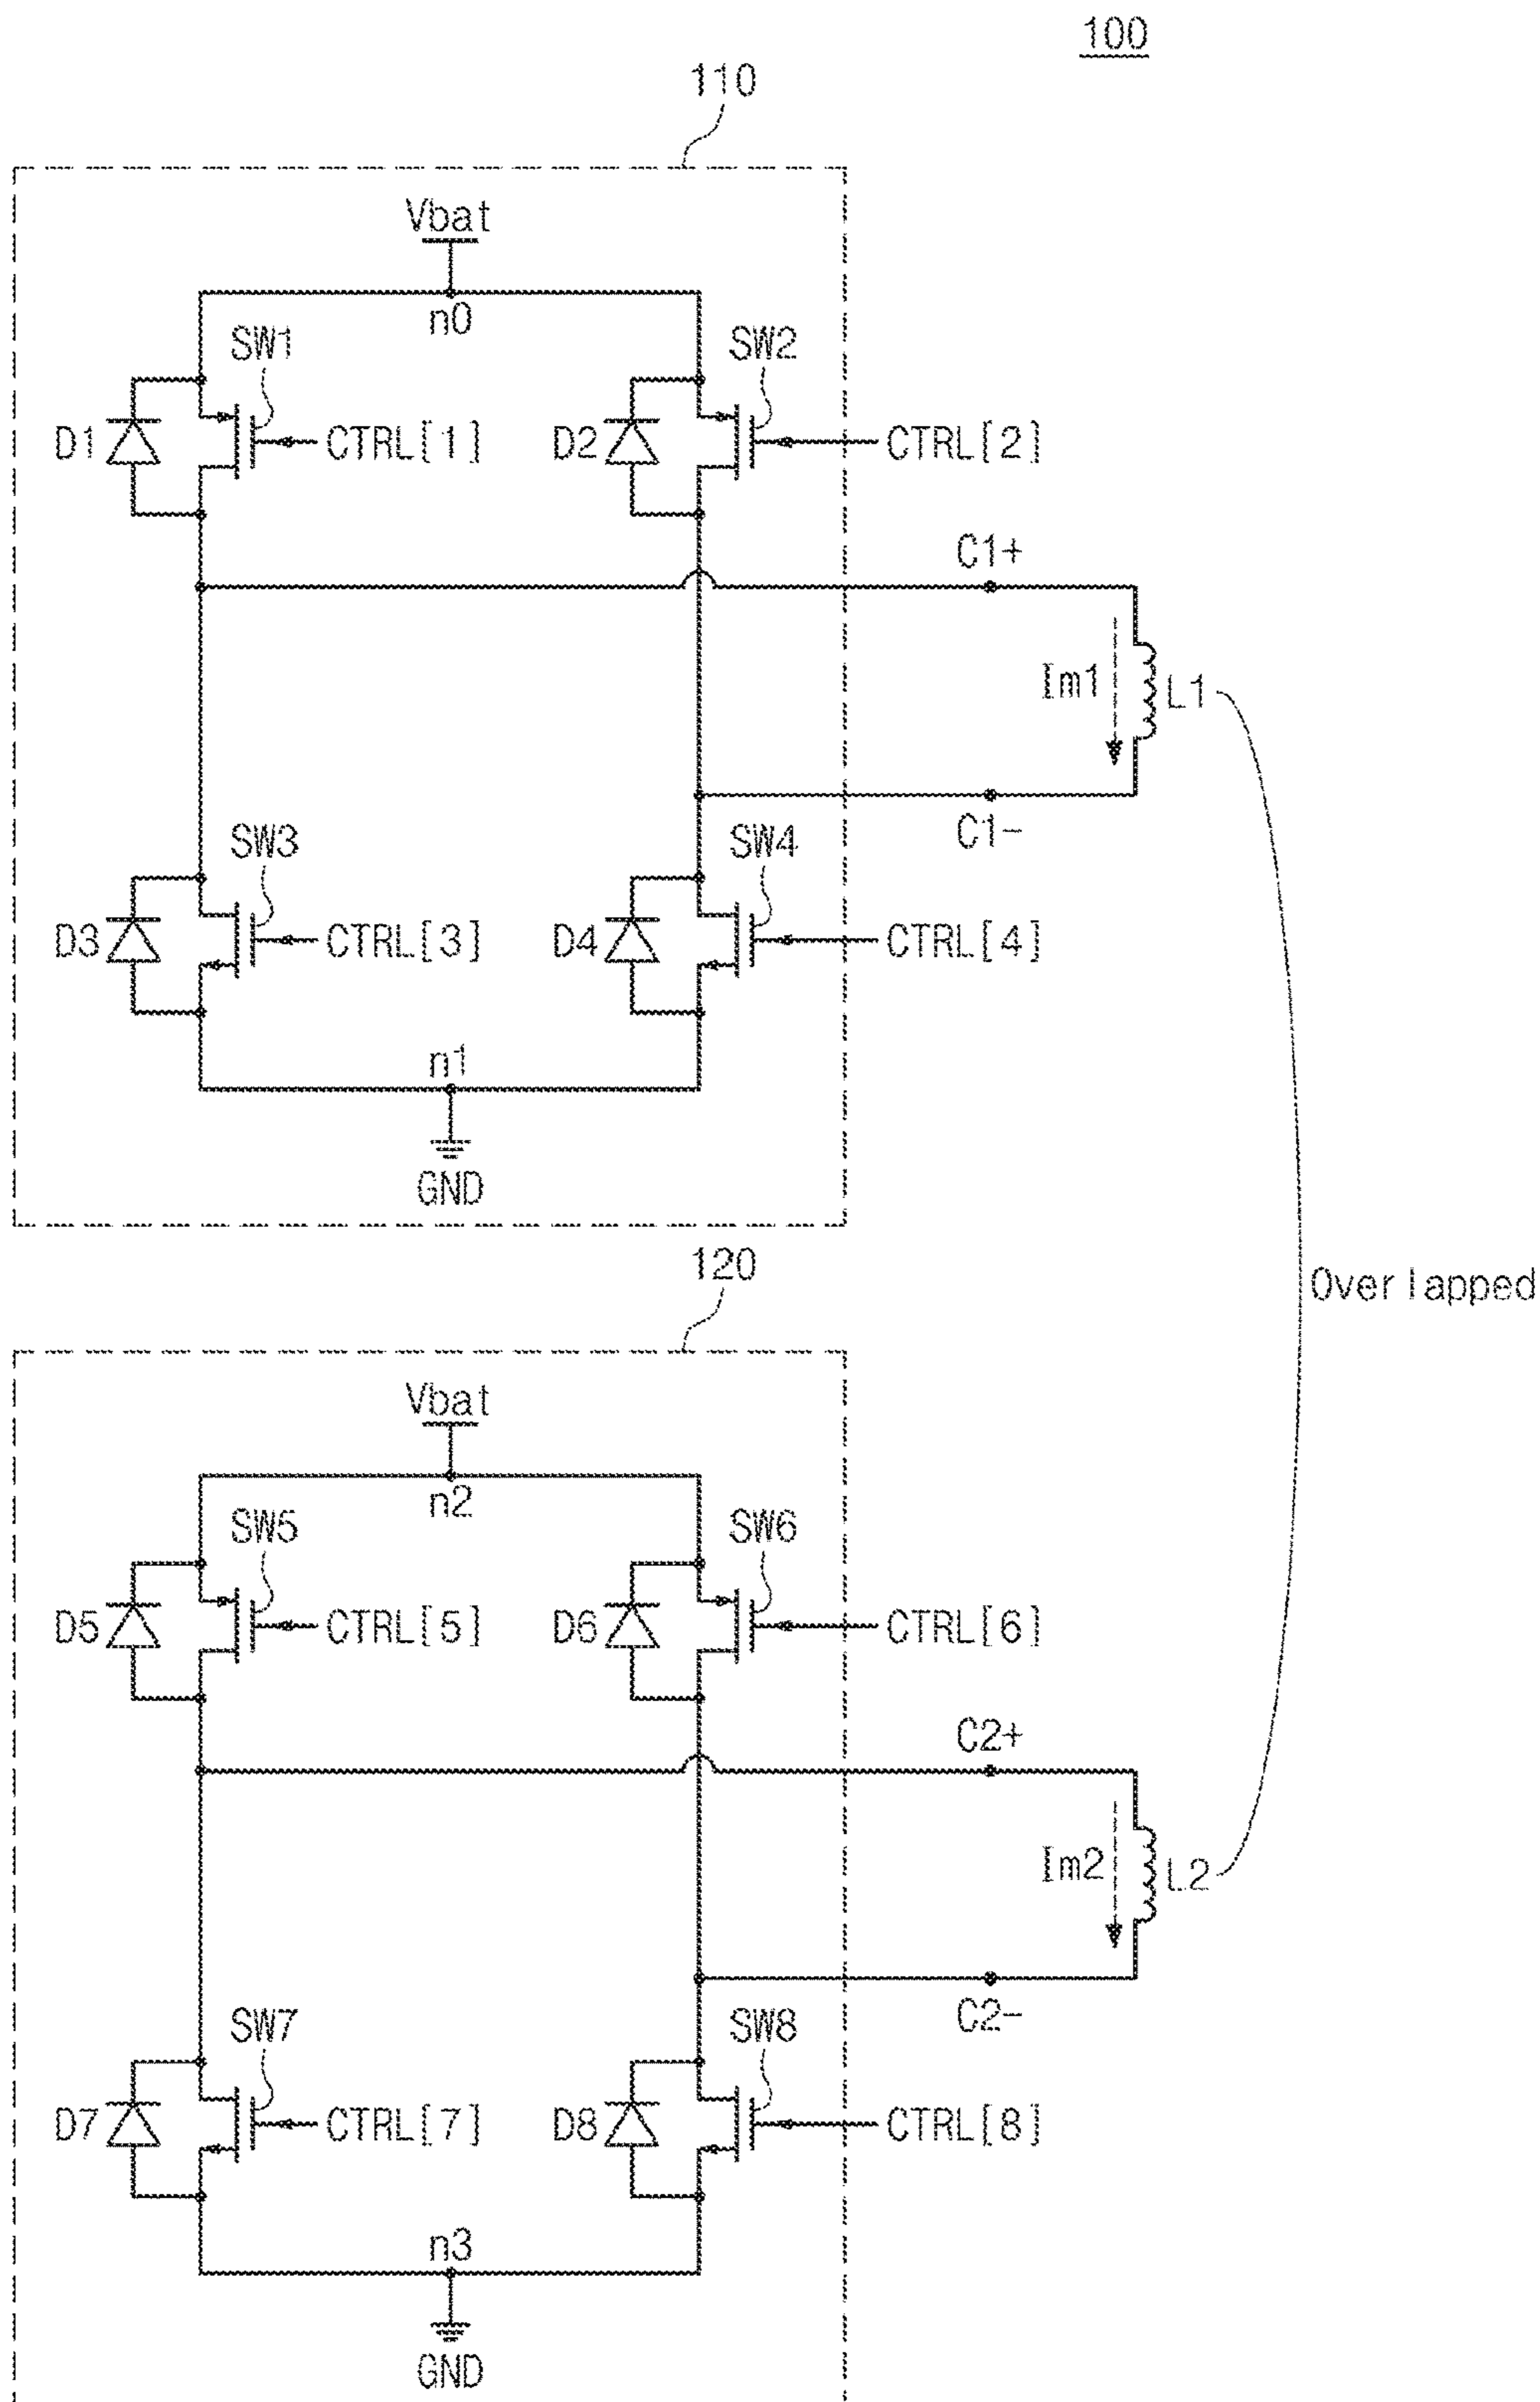 100
110
Vbat
n0
SW1
SW2
D1
CTRL[1]
D2
CTRL[2]
C1+
Im1
L1
C1-
SW3
SW4
D3
CTRL[3]
D4
CTRL[4]
n1
GND
120
Overlapped
Vbat
n2
SW5
SW6
D5
CTRL[5]
D6
CTRL[6]
C2+
Im2
L2
C2-
SW7
SW8
D7
CTRL[7]
D8
CTRL[8]
n3
GND